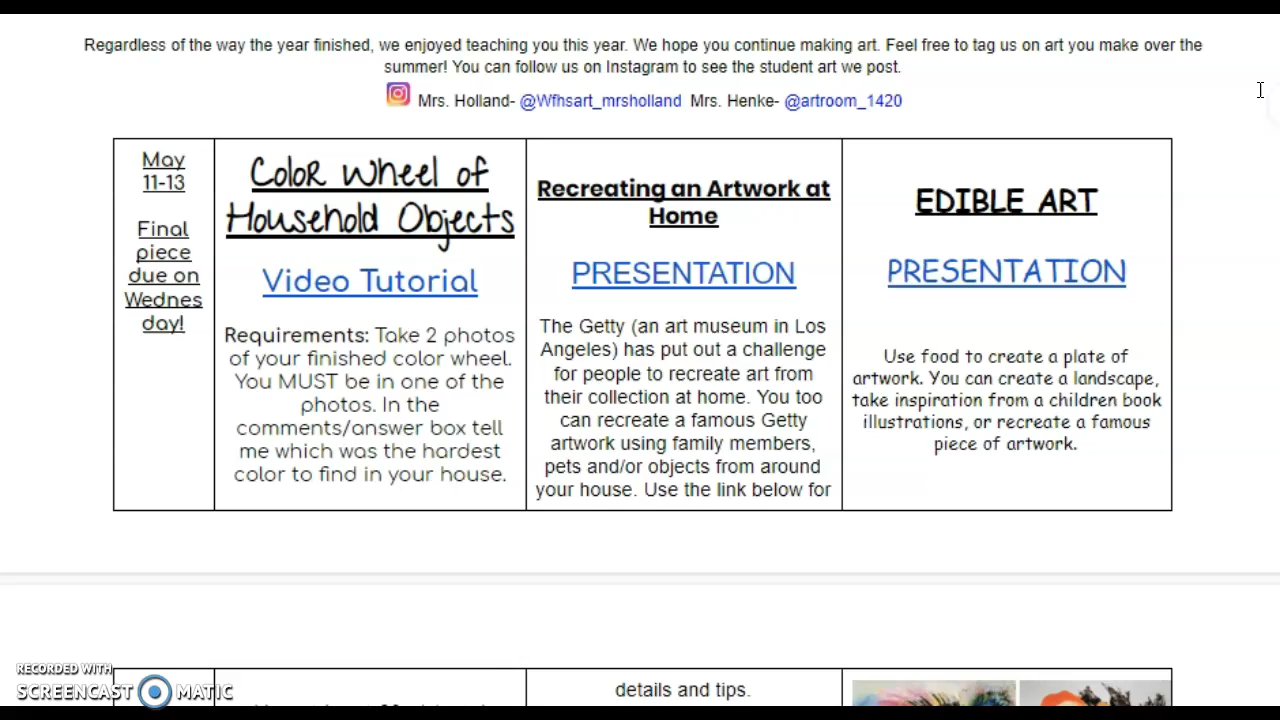 Regardless of the way the year finished, we enjoyed teaching you this year. We hope you continue making art. Feel free to tag us on art you make over the
summer! You can follow us on Instagram to see the student art we post.
Mrs. Holland- @Wfhsart_mrsholland Mrs. Henke- @artroom_1420
May
11-13
Final
piece
due on
Wednes
day!
Color Wheel of
Household Objects
Video Tutorial
Requirements: Take 2 photos
of your finished color wheel.
You MUST be in one of the
photos. In the
comments/answer box tell
me which was the hardest
color to find in your house.
Recreating an Artwork at
Home
PRESENTATION
The Getty (an art museum in Los
Angeles) has put out a challenge
for people to recreate art from
their collection at home. You too
can recreate a famous Getty
artwork using family members,
pets and/or objects from around
your house. Use the link below for
details and tips.
EDIBLE ART
PRESENTATION
Use food to create a plate of
artwork. You can create a landscape,
take inspiration from a children book
illustrations, or recreate a famous
piece of artwork.
RECORDED WITH
SCREENCAST MATIC